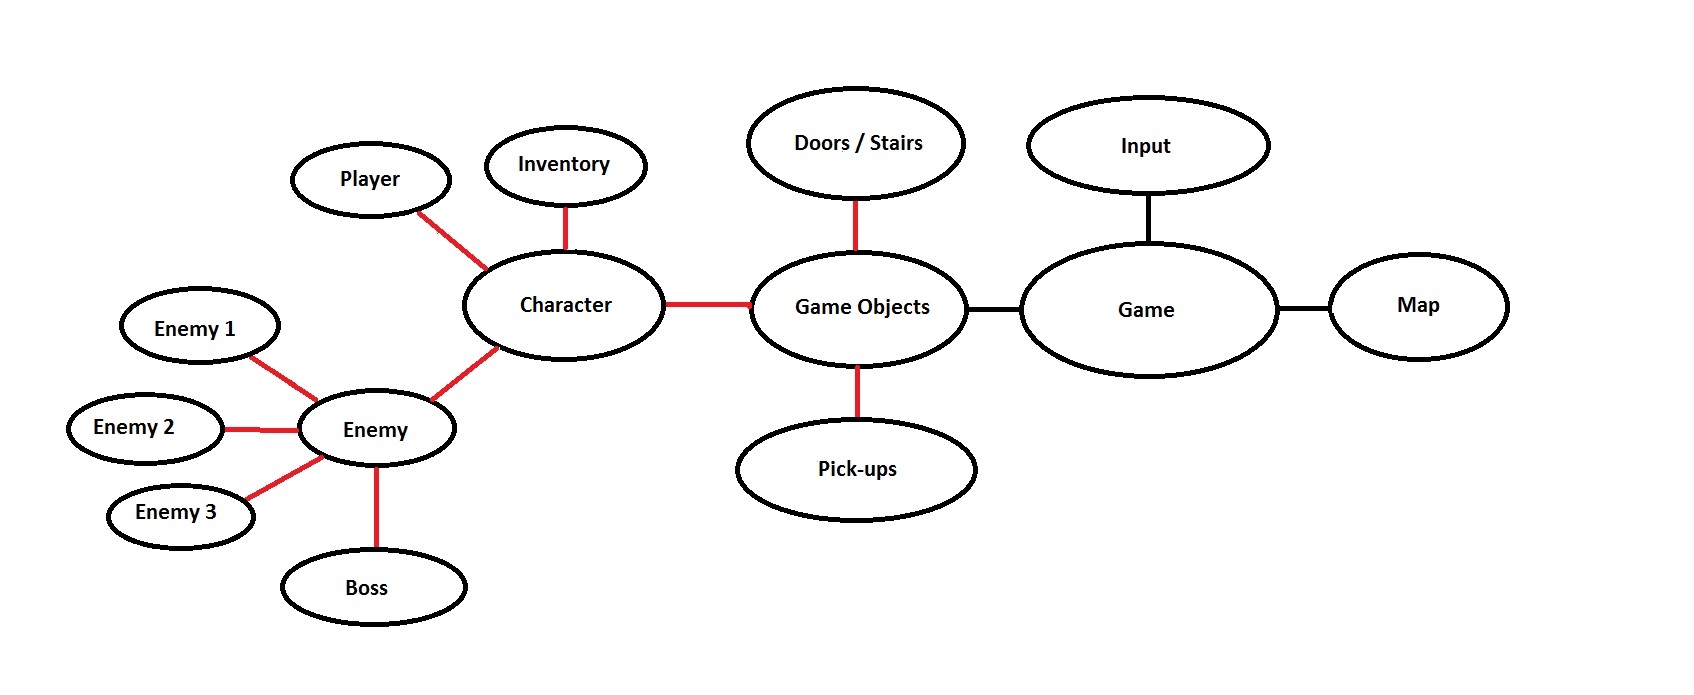 Doors / Stairs
Input
Inventory
Player
Character
Game Objects
Game
Map
Enemy 1
Enemy 2
Enemy
Pick-ups
Enemy 3
Boss